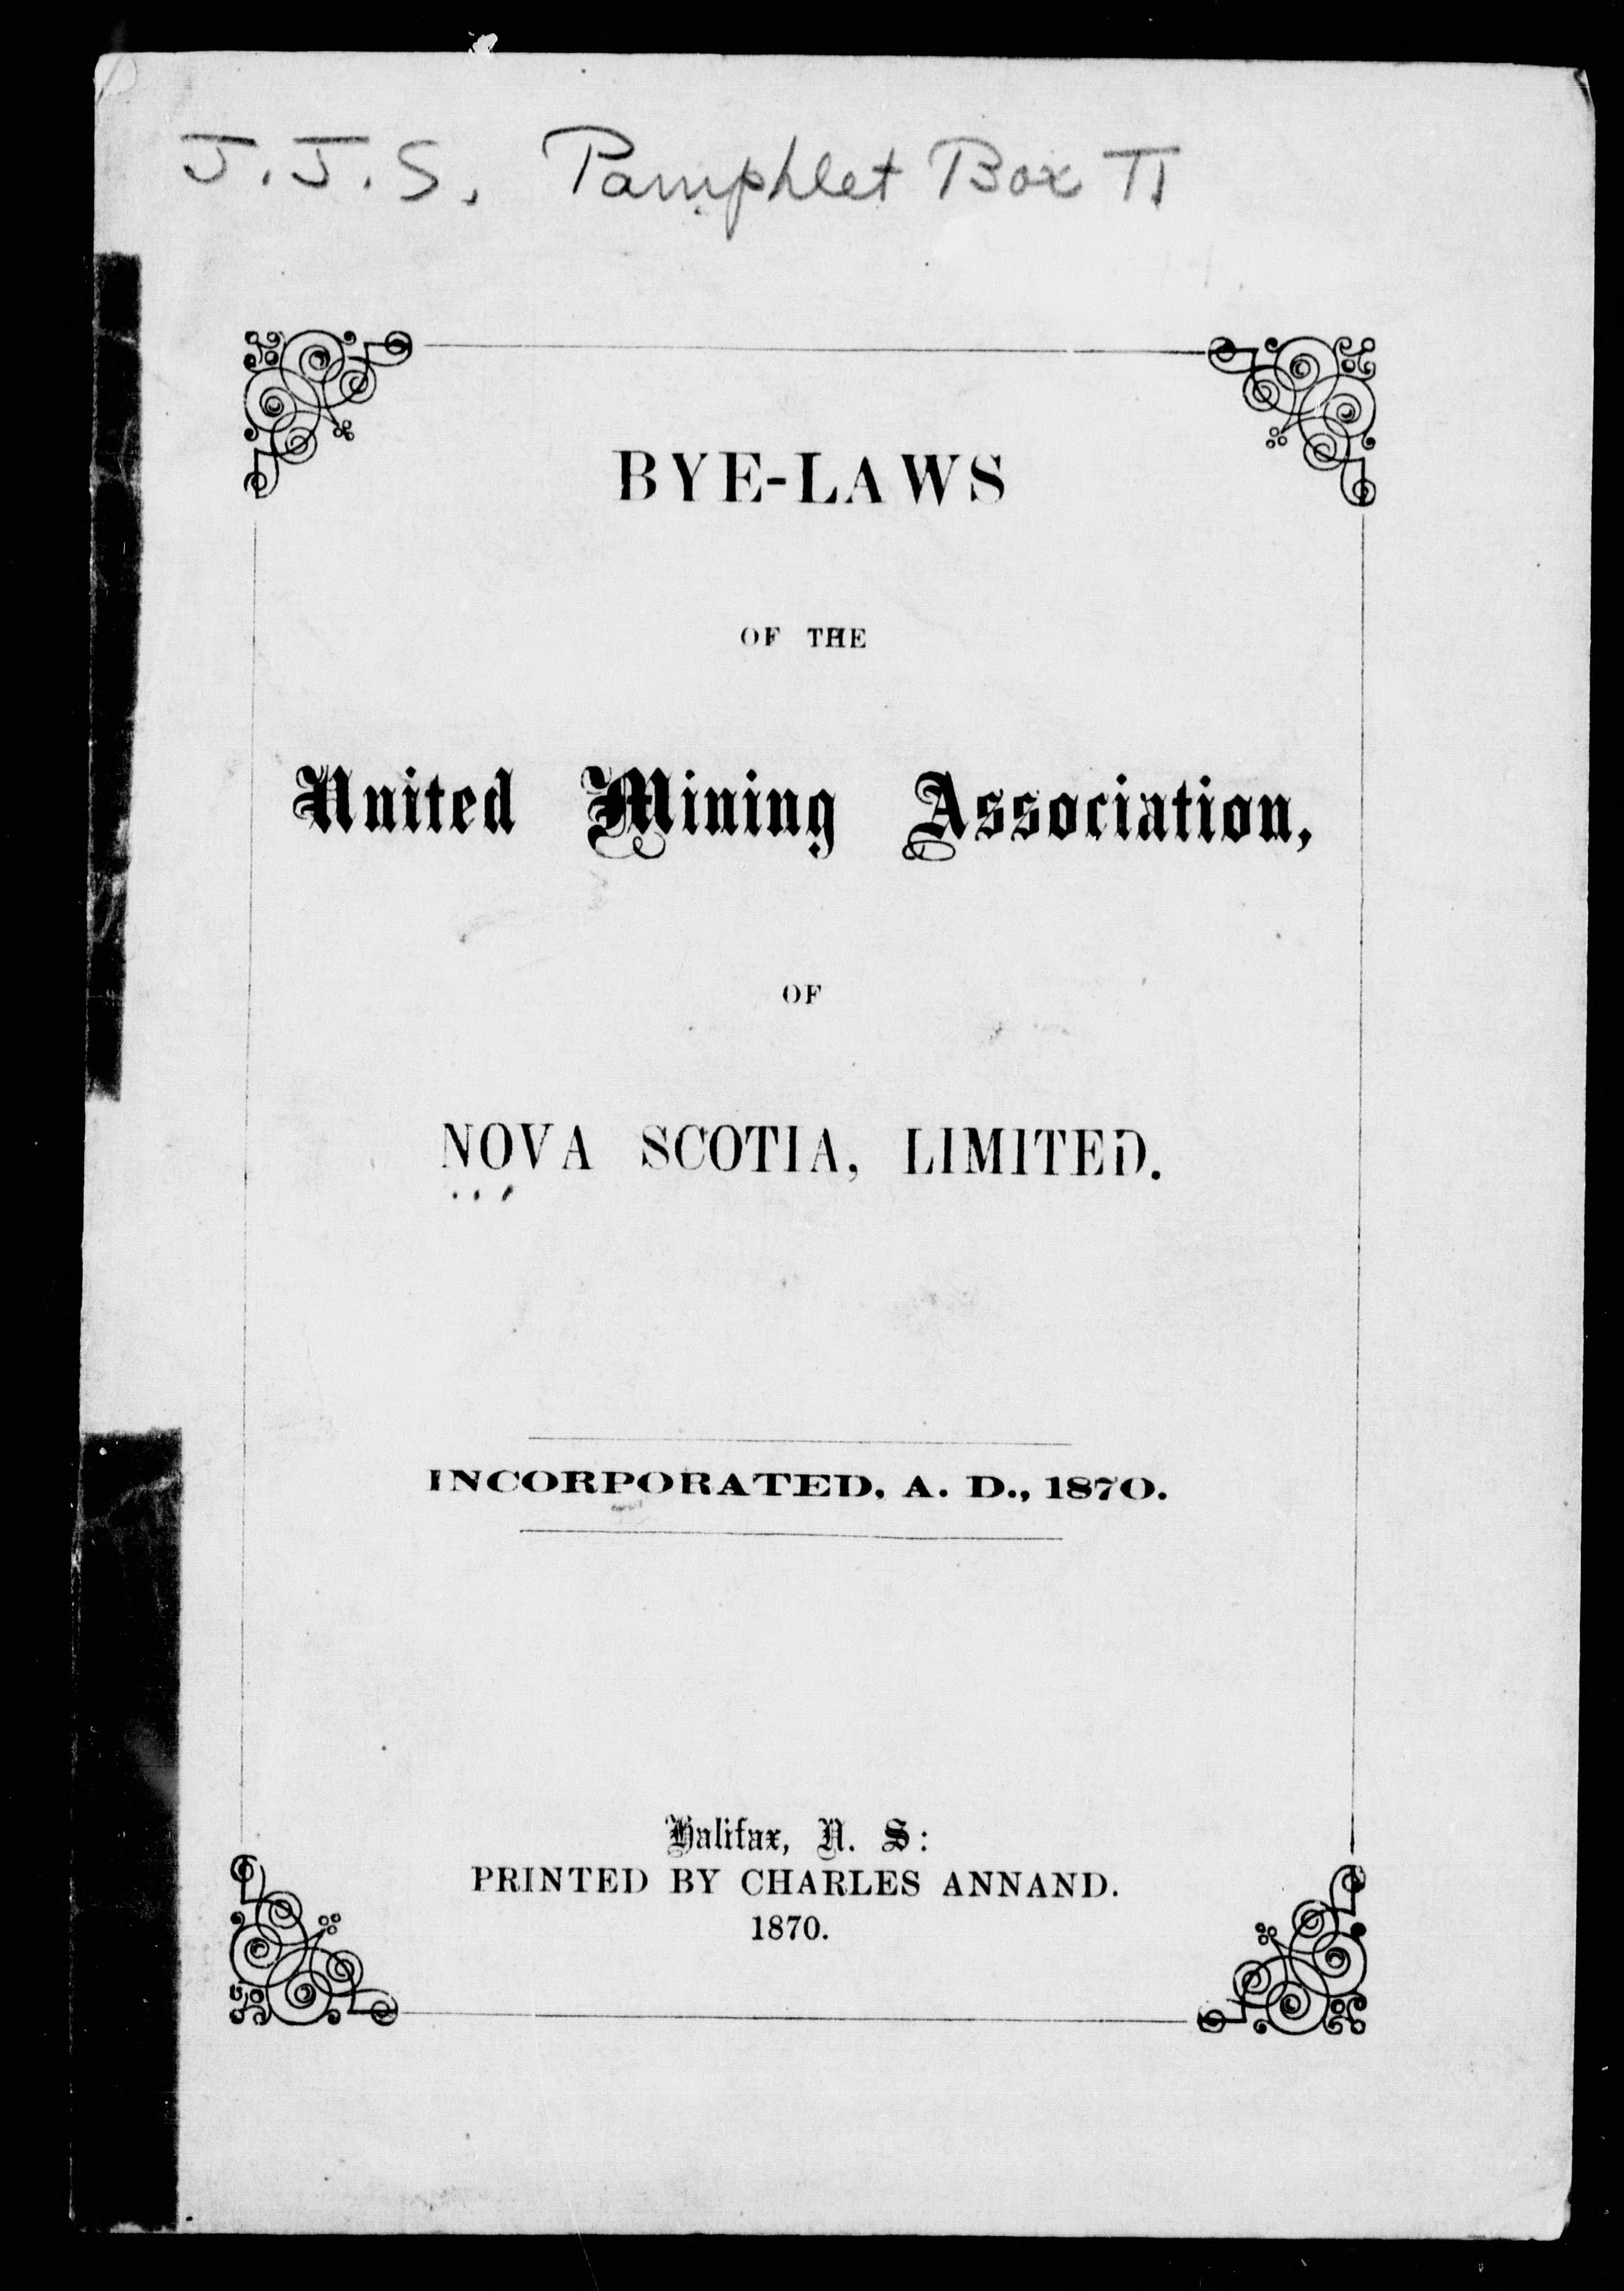 J.J.S. Pamphlet Box II
BYE-LAWS
OF THE
United Mining Association,
OF
NOVA SCOTIA, LIMITED.
INCORPORATED, A. D., 1870.
Halifax, N. S:
PRINTED BY CHARLES ANNAND.
1870.